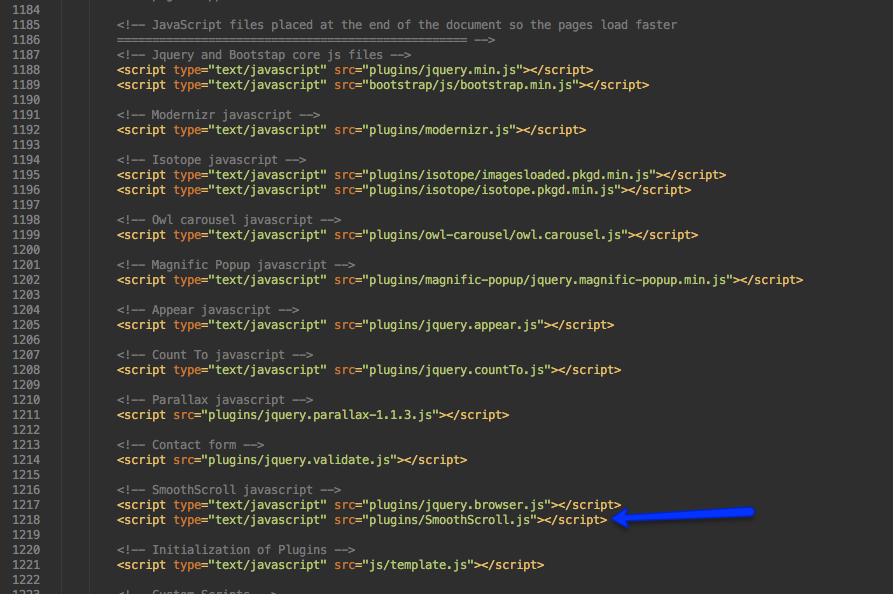 1184
1185 <!-- JavaScript files placed at the end of the document so the pages load faster
1186 ================================================== -->
1187 <!-- Jquery and Bootstap core js files -->
1188 <script type="text/javascript" src="plugins/jquery.min.js"></script>
1189 <script type="text/javascript" src="bootstrap/js/bootstrap.min.js"></script>
1190
1191 <!-- Modernizr javascript -->
1192 <script type="text/javascript" src="plugins/modernizr.js"></script>
1193
1194 <!-- Isotope javascript -->
1195 <script type="text/javascript" src="plugins/isotope/imagesloaded.pkgd.min.js"></script>
1196 <script type="text/javascript" src="plugins/isotope/isotope.pkgd.min.js"></script>
1197
1198 <!-- Owl carousel javascript -->
1199 <script type="text/javascript" src="plugins/owl-carousel/owl.carousel.js"></script>
1200
1201 <!-- Magnific Popup javascript -->
1202 <script type="text/javascript" src="plugins/magnific-popup/jquery.magnific-popup.min.js"></script>
1203
1204 <!-- Appear javascript -->
1205 <script type="text/javascript" src="plugins/jquery.appear.js"></script>
1206
1207 <!-- Count To javascript -->
1208 <script type="text/javascript" src="plugins/jquery.countTo.js"></script>
1209
1210 <!-- Parallax javascript -->
1211 <script src="plugins/jquery.parallax-1.1.3.js"></script>
1212
1213 <!-- Contact form -->
1214 <script src="plugins/jquery.validate.js"></script>
1215
1216 <!-- SmoothScroll javascript -->
1217 <script type="text/javascript" src="plugins/jquery.browser.js"></script>
1218 <script type="text/javascript" src="plugins/SmoothScroll.js"></script>
1219
1220 <!-- Initialization of Plugins -->
1221 <script type="text/javascript" src="js/template.js"></script>
1222
1223 <!-- Custom Scripts -->